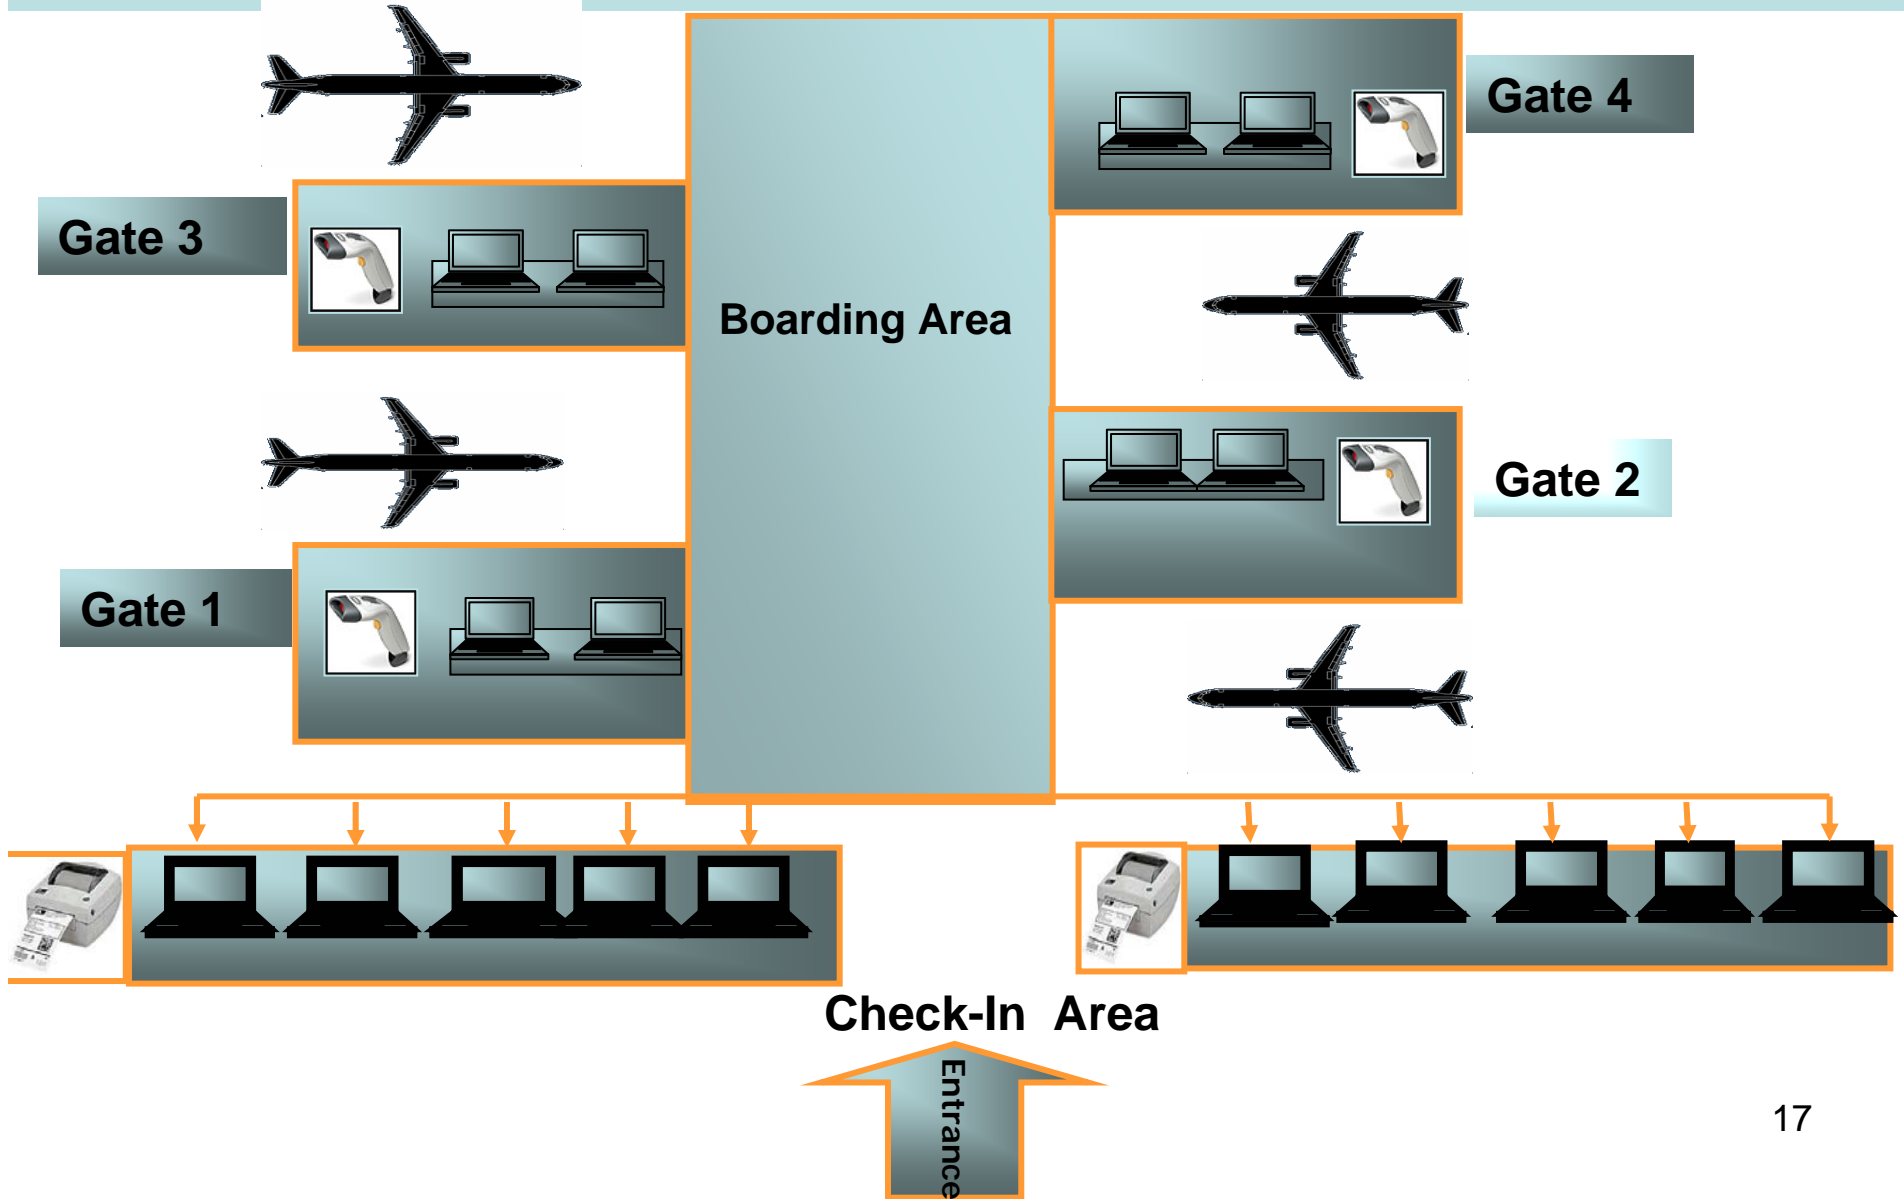 Gate 4
Gate 3
Boarding Area
Gate 2
Gate 1
Check-In Area
Entrance
17